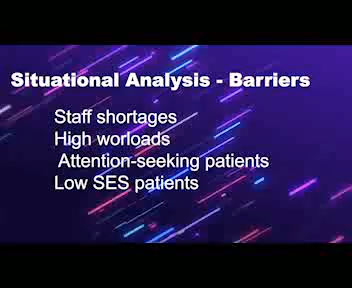 Situational Analysis - Barriers
Staff shortages
High worloads
Attention-seeking patients
Low SES patients